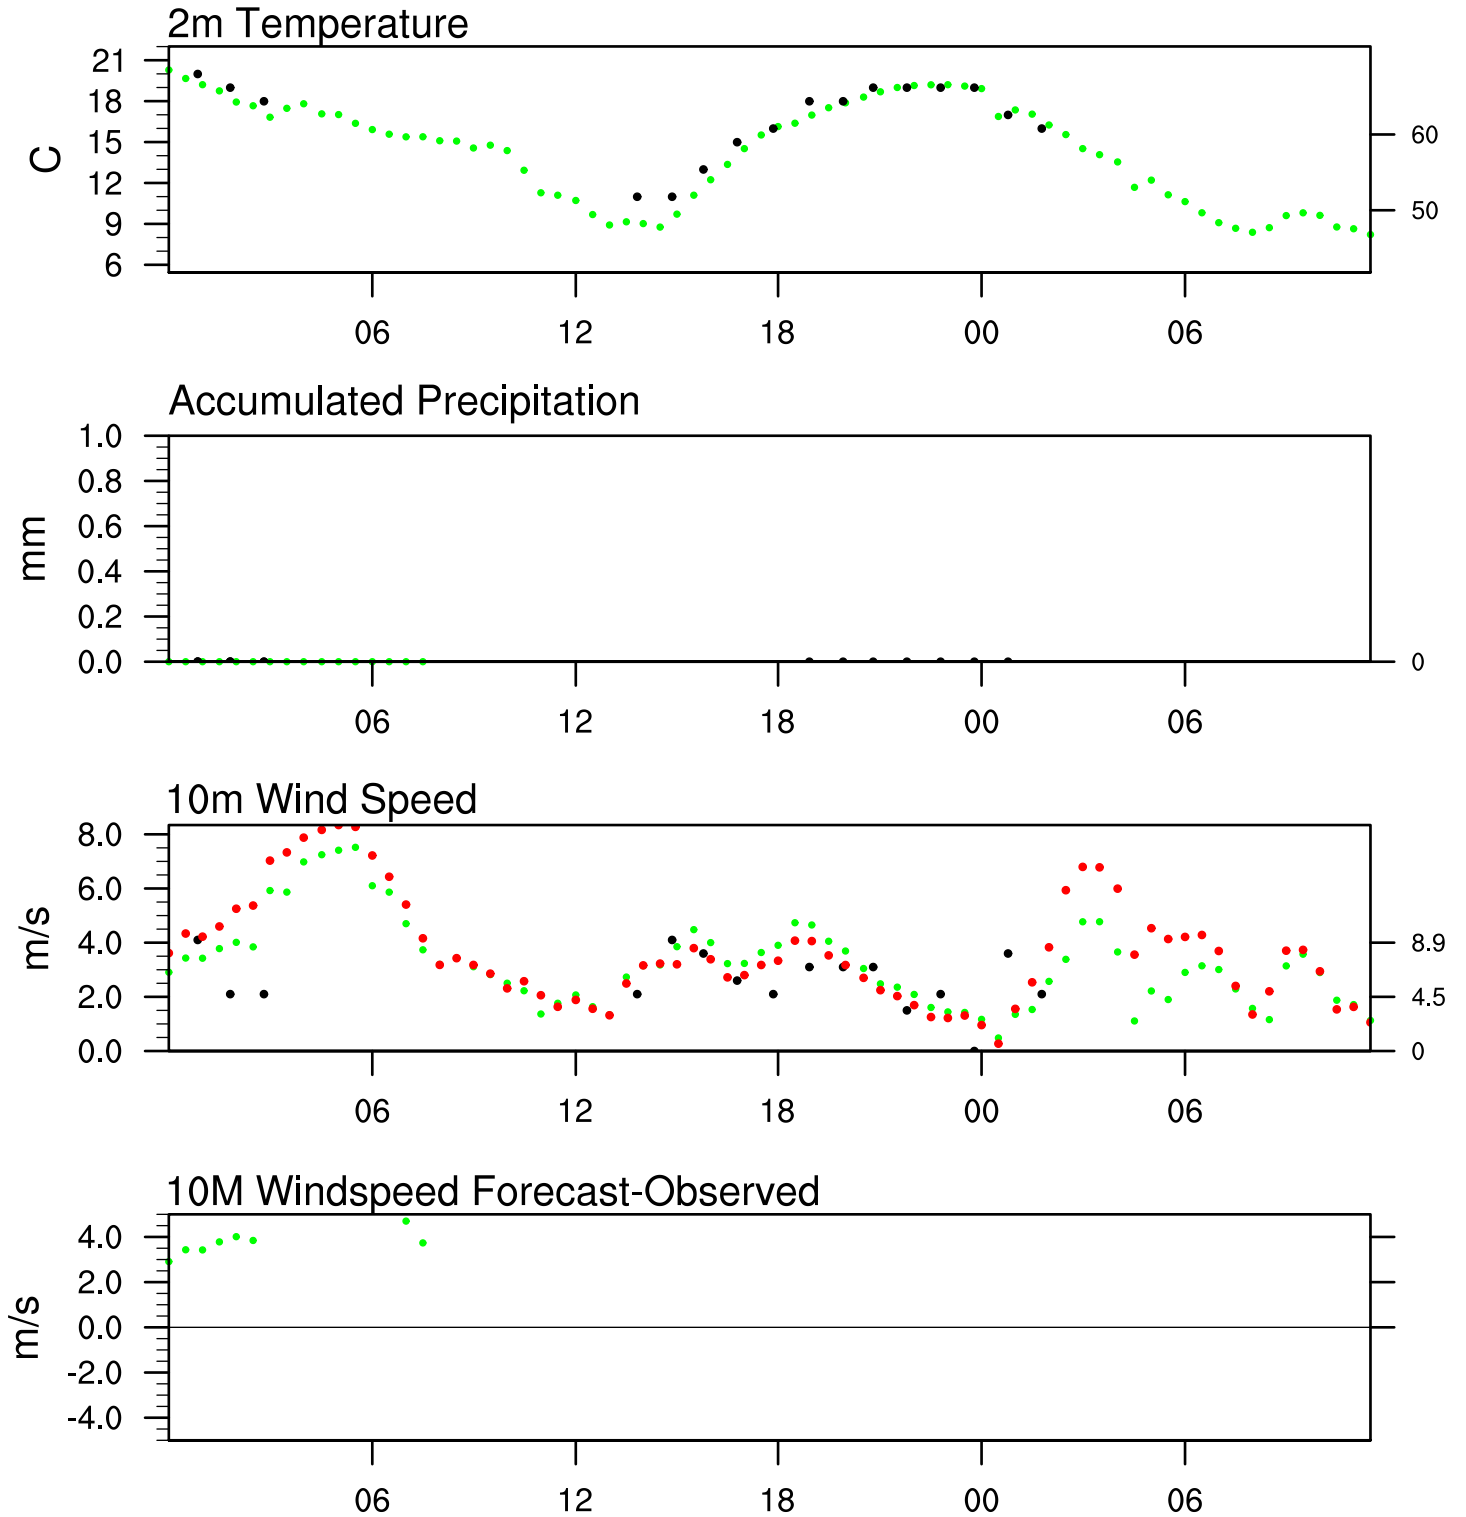 2m Temperature
21
18
15
12
9
6
C
60
50
06 12 18 00 06
Accumulated Precipitation
1.0
0.8
0.6
0.4
0.2
0.0
mm
0
06 12 18 00 06
10m Wind Speed
8.0
6.0
4.0
2.0
0.0
m/s
8.9
4.5
0
06 12 18 00 06
10M Windspeed Forecast-Observed
4.0
2.0
0.0
-2.0
-4.0
m/s
06 12 18 00 06